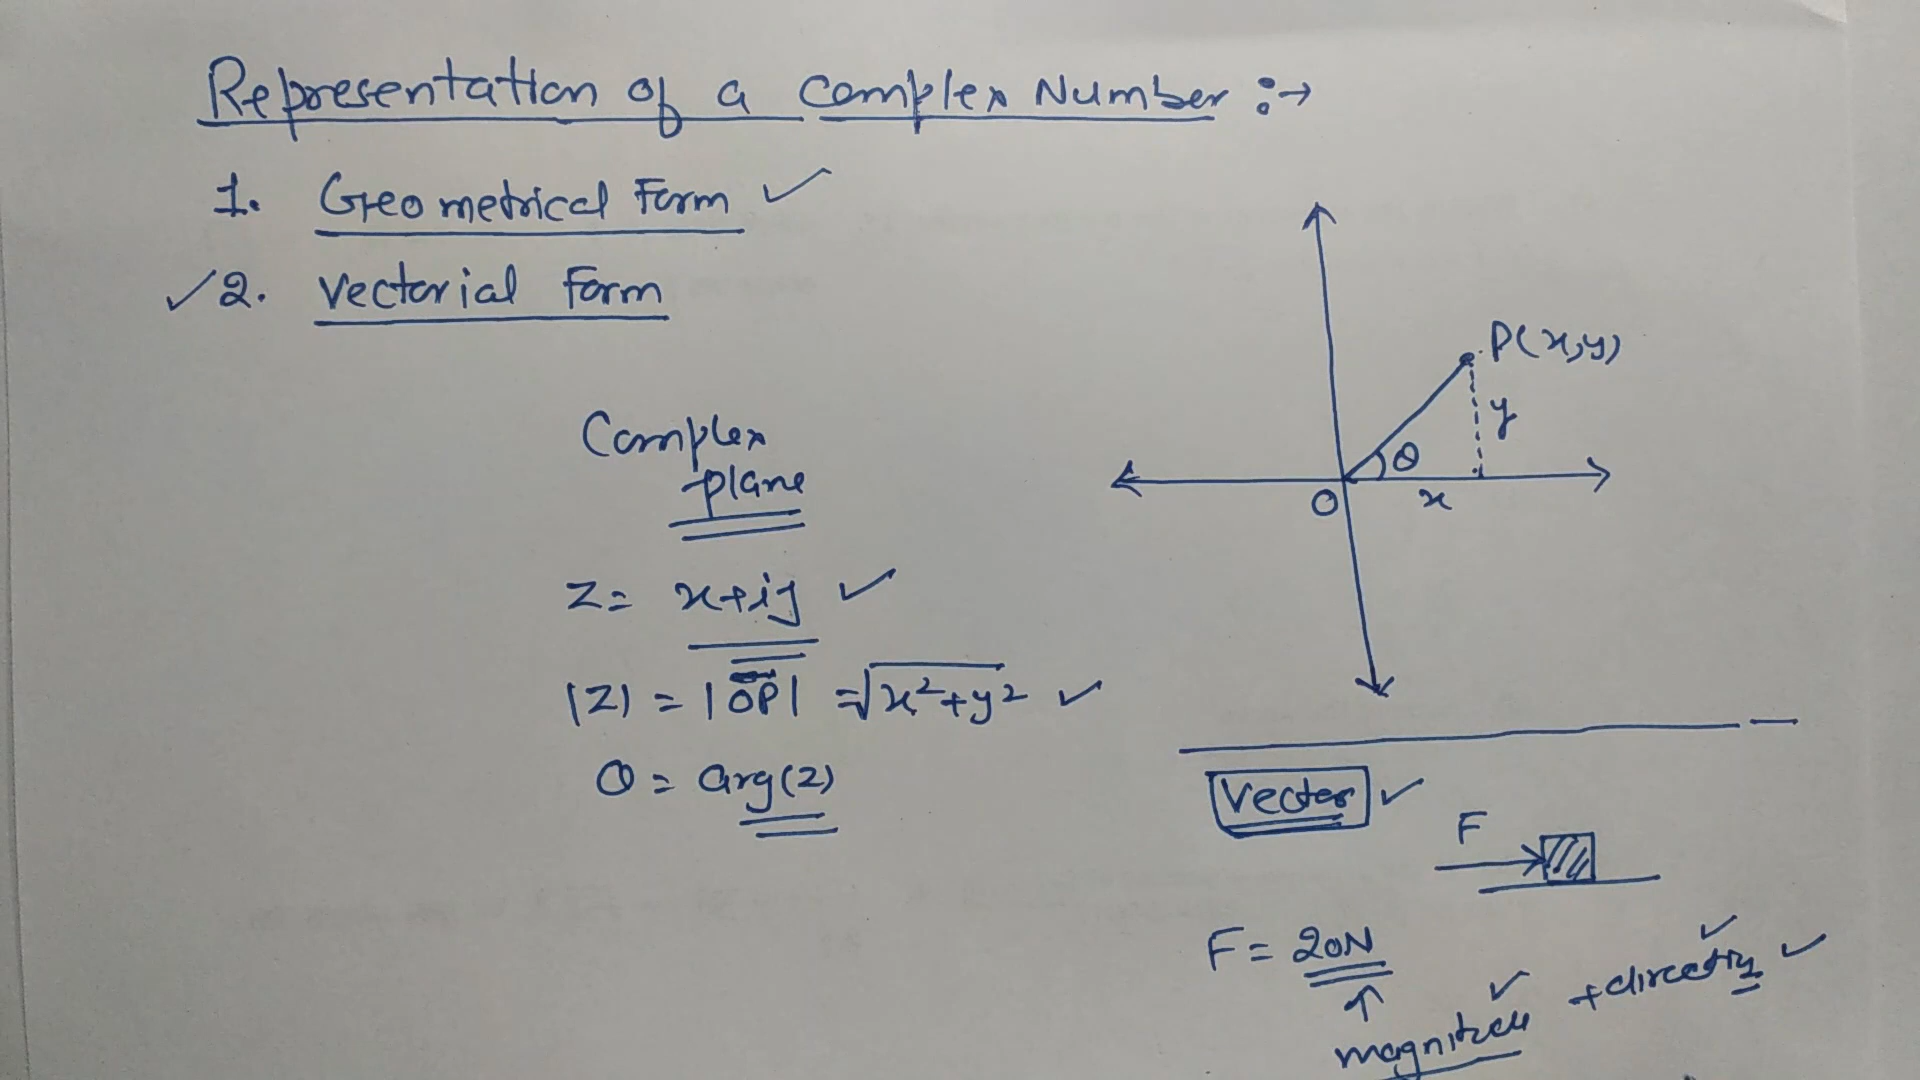 Representation of a Complex Number :→
1. Geometrical Form ✓
✓2. Vectorial Form
Complex
plane
Z = x+iy ✓
|Z| = |OP| = √x²+y² ✓
θ = arg(z)
P(x,y)
y
θ
O
x
Vector ✓
F
F = 20N
↑
magnitude ✓ + direction ✓ ✓